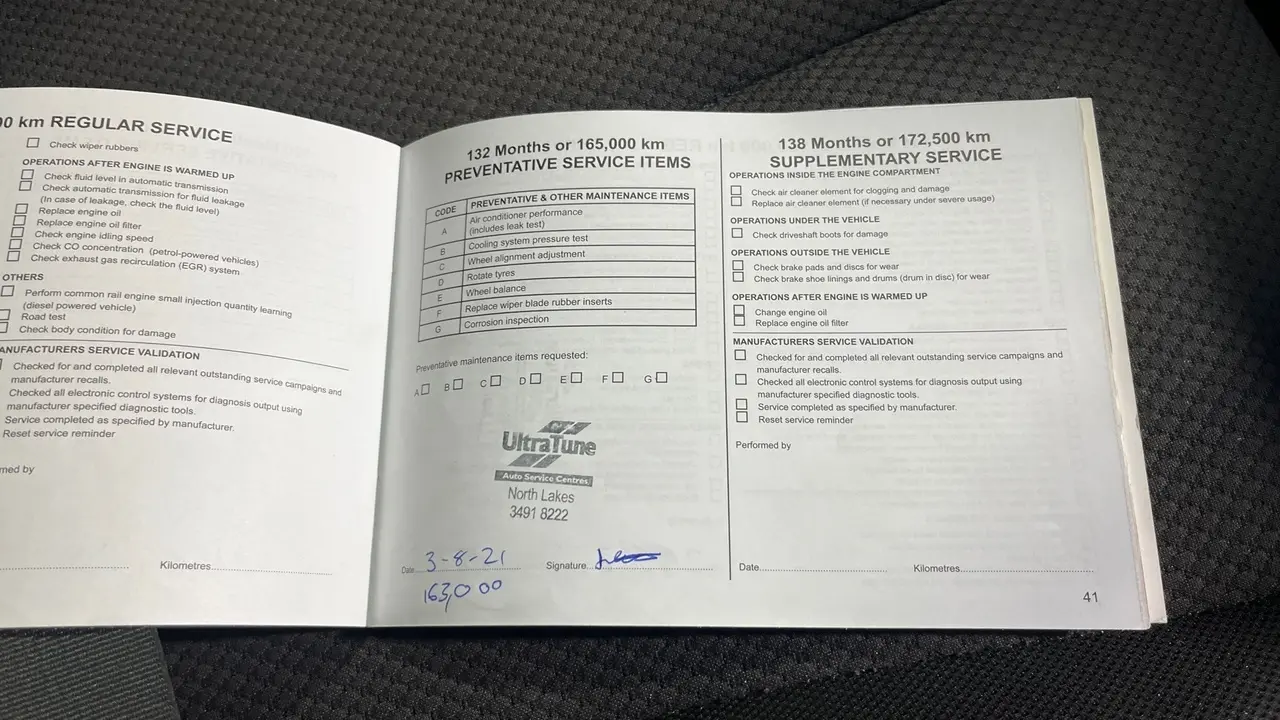 00 km REGULAR SERVICE
Check wiper rubbers
OPERATIONS AFTER ENGINE IS WARMED UP
Check fluid level in automatic transmission
Check automatic transmission for fluid leakage
(In case of leakage, check the fluid level)
Replace engine oil
Replace engine oil filter
Check engine idling speed
Check CO concentration (petrol-powered vehicles)
Check exhaust gas recirculation (EGR) system
OTHERS
Perform common rail engine small injection quantity learning
(diesel powered vehicle)
Road test
Check body condition for damage
MANUFACTURERS SERVICE VALIDATION
Checked for and completed all relevant outstanding service campaigns and
manufacturer recalls.
Checked all electronic control systems for diagnosis output using
manufacturer specified diagnostic tools.
Service completed as specified by manufacturer.
Reset service reminder
med by
Kilometres
132 Months or 165,000 km
PREVENTATIVE SERVICE ITEMS
CODE PREVENTATIVE & OTHER MAINTENANCE ITEMS
A Air conditioner performance
(includes leak test)
B Cooling system pressure test
C Wheel alignment adjustment
D Rotate tyres
E Wheel balance
F Replace wiper blade rubber inserts
G Corrosion inspection
Preventative maintenance items requested:
A B C D E F G
UltraTune
Auto Service Centres
North Lakes
3491 8222
Date 3-8-21 Signature
163,000
138 Months or 172,500 km
SUPPLEMENTARY SERVICE
OPERATIONS INSIDE THE ENGINE COMPARTMENT
Check air cleaner element for clogging and damage
Replace air cleaner element (if necessary under severe usage)
OPERATIONS UNDER THE VEHICLE
Check driveshaft boots for damage
OPERATIONS OUTSIDE THE VEHICLE
Check brake pads and discs for wear
Check brake shoe linings and drums (drum in disc) for wear
OPERATIONS AFTER ENGINE IS WARMED UP
Change engine oil
Replace engine oil filter
MANUFACTURERS SERVICE VALIDATION
Checked for and completed all relevant outstanding service campaigns and
manufacturer recalls.
Checked all electronic control systems for diagnosis output using
manufacturer specified diagnostic tools.
Service completed as specified by manufacturer.
Reset service reminder
Performed by
Date Kilometres
41